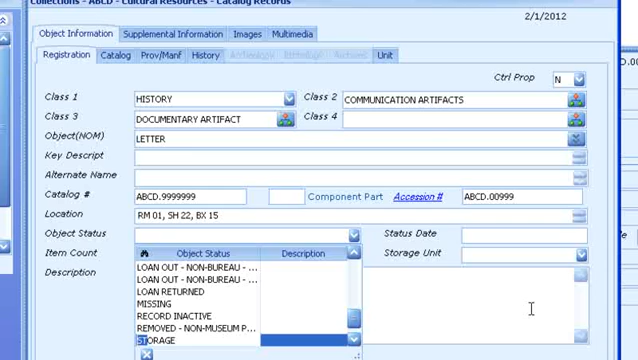 Collections - ABCD - Cultural Resources - Catalog Records
2/1/2012
Object Information Supplemental Information Images Multimedia
Registration Catalog Prov/Manf History Unit
Ctrl Prop N
Class 1 HISTORY Class 2 COMMUNICATION ARTIFACTS
Class 3 DOCUMENTARY ARTIFACT Class 4
Object(NOM) LETTER
Key Descript
Alternate Name
Catalog # ABCD.9999999 Component Part Accession # ABCD.00999
Location RM 01, SH 22, BX 15
Object Status Status Date
Item Count Object Status Description Storage Unit
Description LOAN OUT - NON-BUREAU - ...
LOAN OUT - NON-BUREAU - ...
LOAN RETURNED
MISSING
RECORD INACTIVE
REMOVED - NON-MUSEUM P...
STORAGE